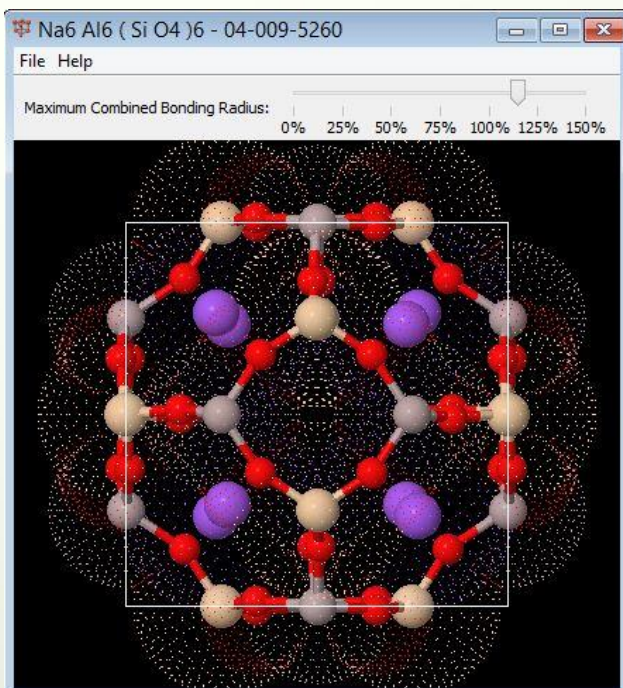 Na6 Al6 ( Si O4 )6 - 04-009-5260
File Help
Maximum Combined Bonding Radius:
0% 25% 50% 75% 100% 125% 150%